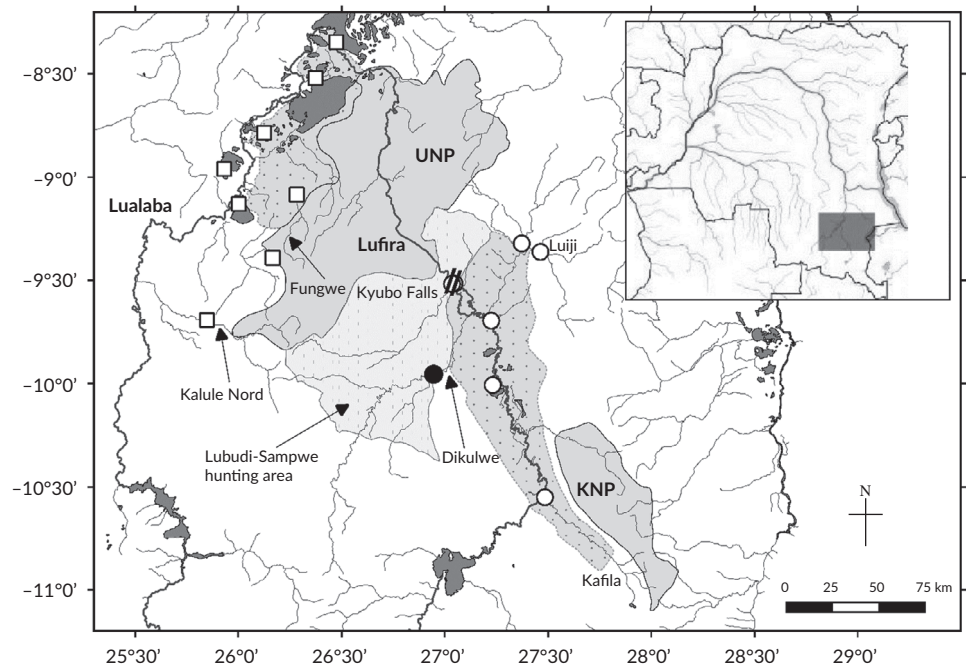 −8°30′
−9°0′
−9°30′
−10°0′
−10°30′
−11°0′
UNP
Lualaba
Lufira
Luiji
Fungwe
Kyubo Falls
Kalule Nord
Lubudi-Sampwe
hunting area
Dikulwe
KNP
N
Kafila
0 25 50 75 km
25°30′ 26°0′ 26°30′ 27°0′ 27°30′ 28°0′ 28°30′ 29°0′